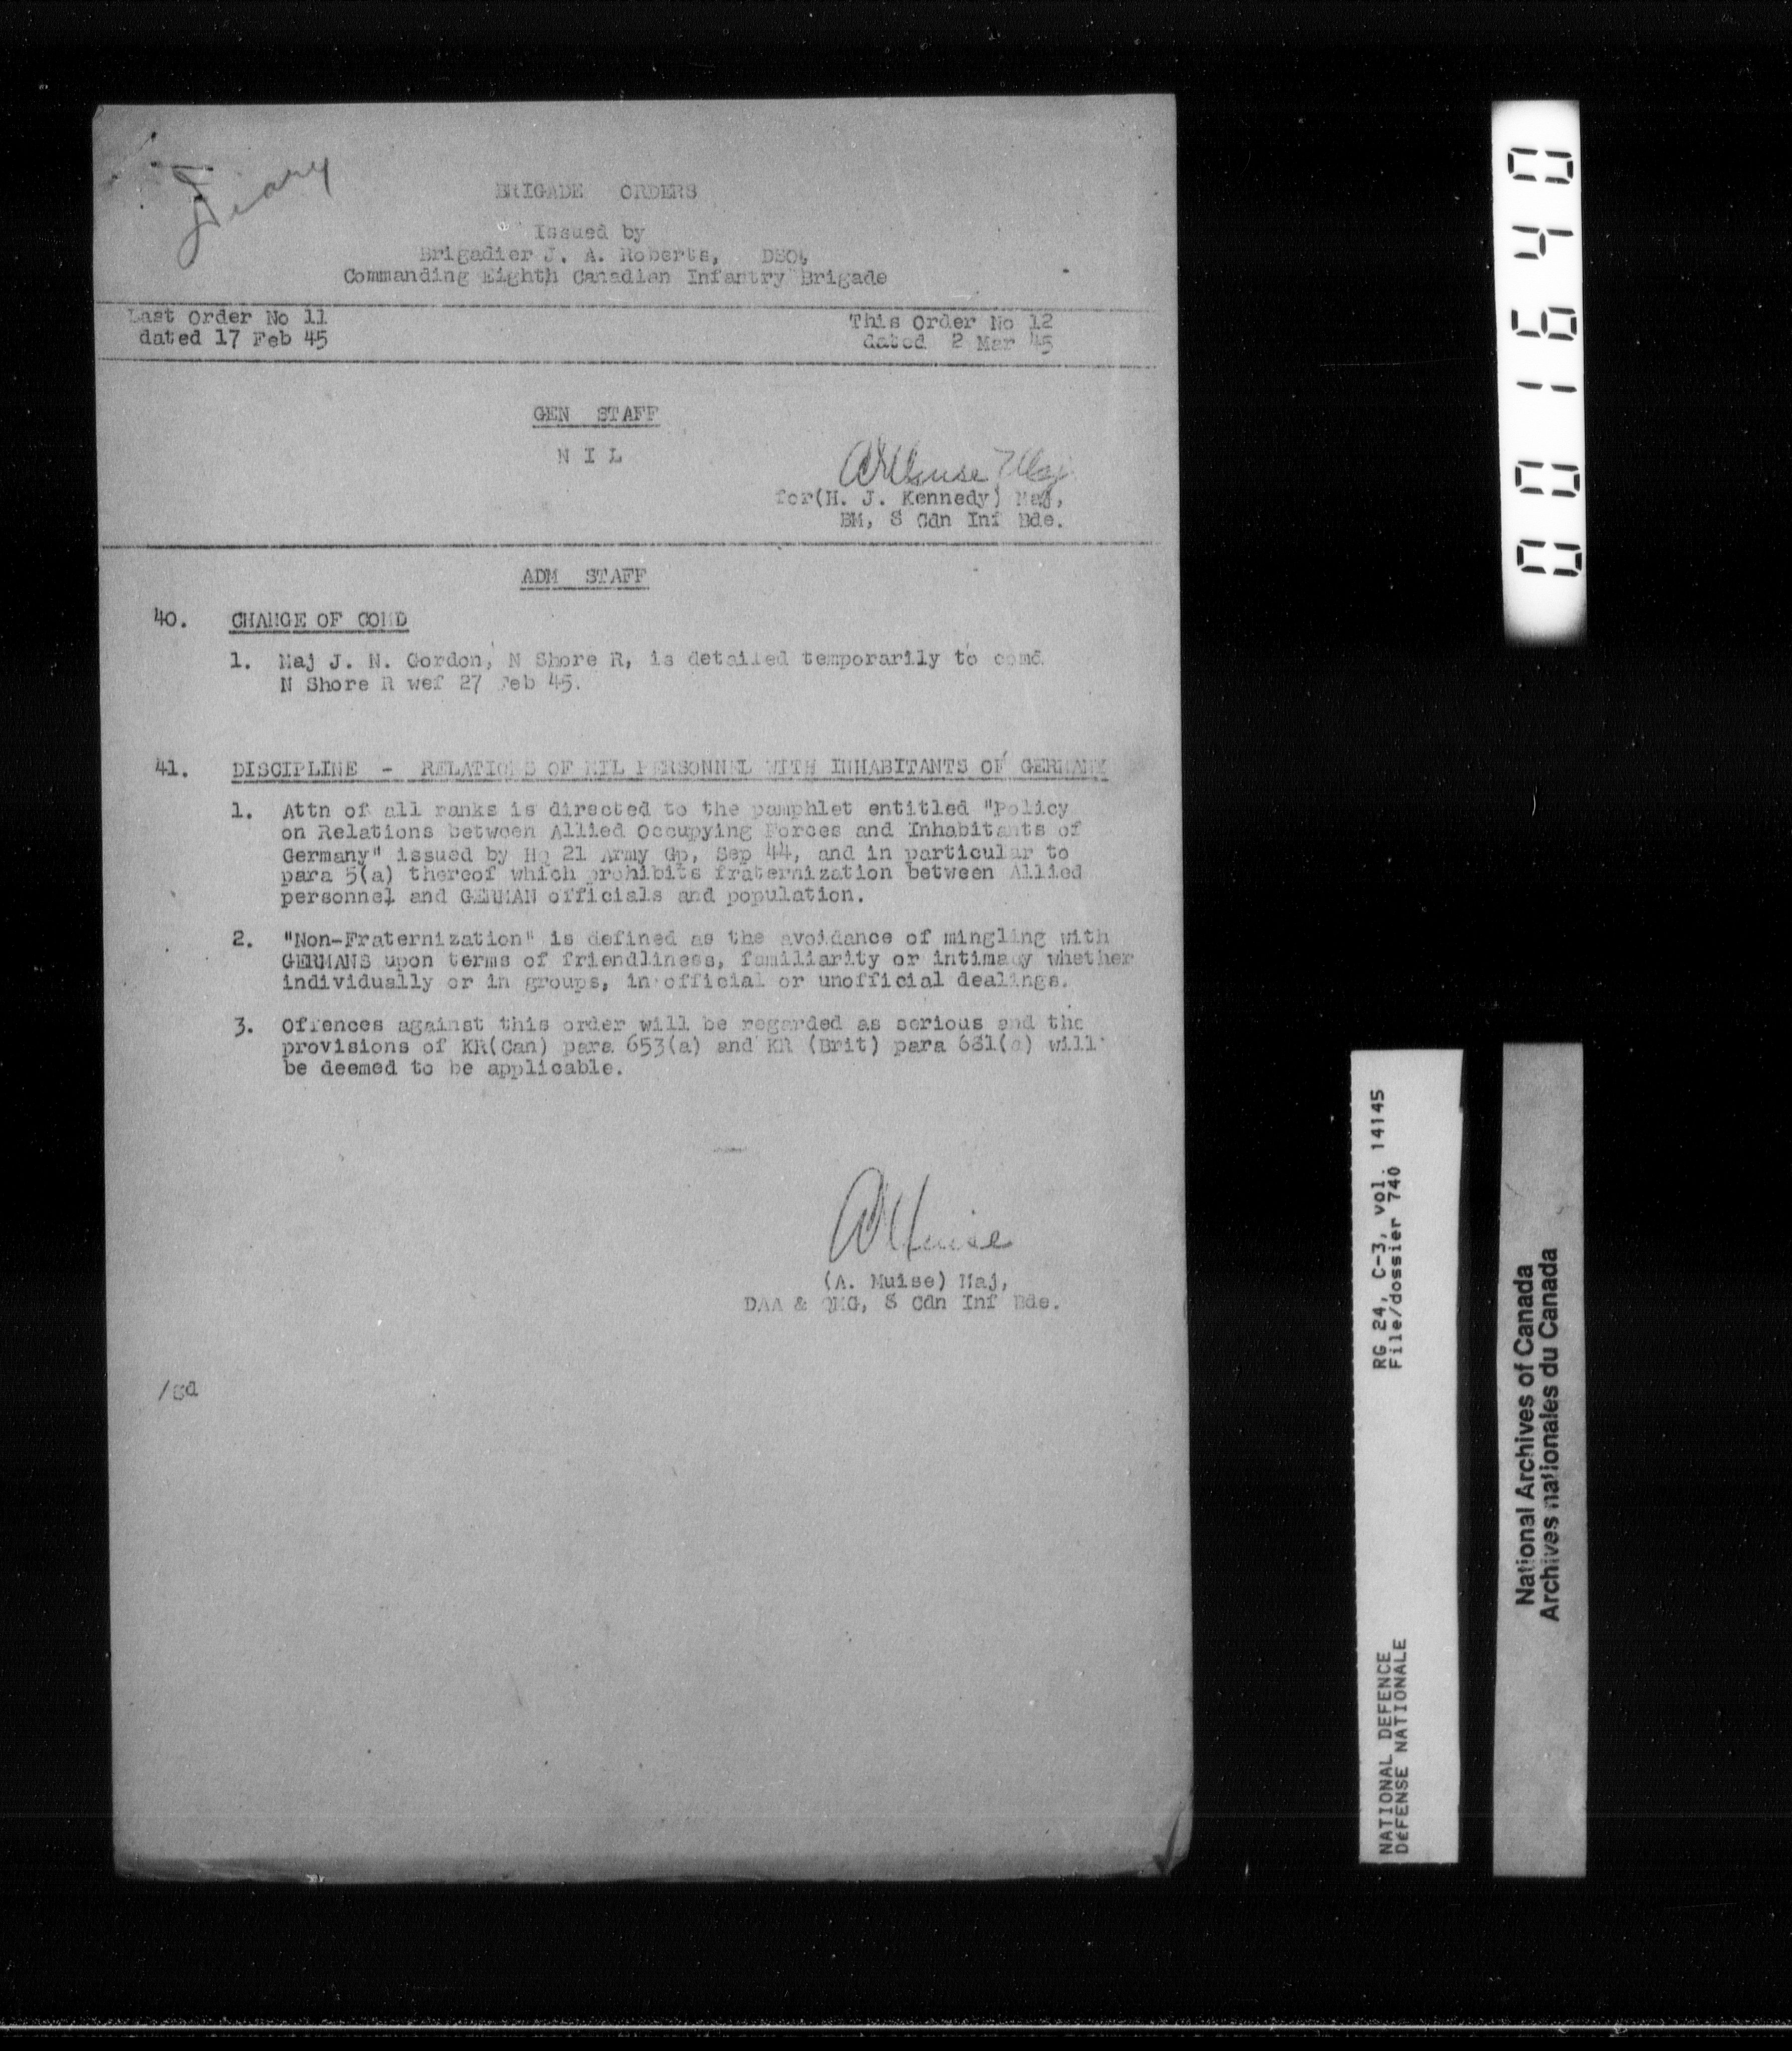 Diary
BRIGADE ORDERS
Issued by
Brigadier J. A. Roberts, DSO,
Commanding Eighth Canadian Infantry Brigade
Last Order No 11
dated 17 Feb 45
This Order No 12
dated 2 Mar 45
GEN STAFF
N I L
AMuise Maj
for (H. J. Kennedy) Maj,
BM, 8 Cdn Inf Bde.
ADM STAFF
40. CHANGE OF COMD
1. Maj J. N. Gordon, N Shore R, is detailed temporarily to comd
N Shore R wef 27 Feb 45.
41. DISCIPLINE - RELATIONS OF MIL PERSONNEL WITH INHABITANTS OF GERMANY
1. Attn of all ranks is directed to the pamphlet entitled "Policy
on Relations between Allied Occupying Forces and Inhabitants of
Germany" issued by HQ 21 Army Gp, Sep 44, and in particular to
para 5(a) thereof which prohibits fraternization between Allied
personnel and GERMAN officials and population.
2. "Non-Fraternization" is defined as the avoidance of mingling with
GERMANS upon terms of friendliness, familiarity or intimacy whether
individually or in groups, in official or unofficial dealings.
3. Offences against this order will be regarded as serious and the
provisions of KR(Can) para 653(a) and KR (Brit) para will
be deemed to be applicable.
AMuise
(A. Muise) Maj,
DAA & QMG, 8 Cdn Inf Bde.
/gd
001640
RG 24, C-3, vol. 14145
File/dossier 740
NATIONAL DEFENCE
DéFENSE NATIONALE
National Archives of Canada
Archives nationales du Canada